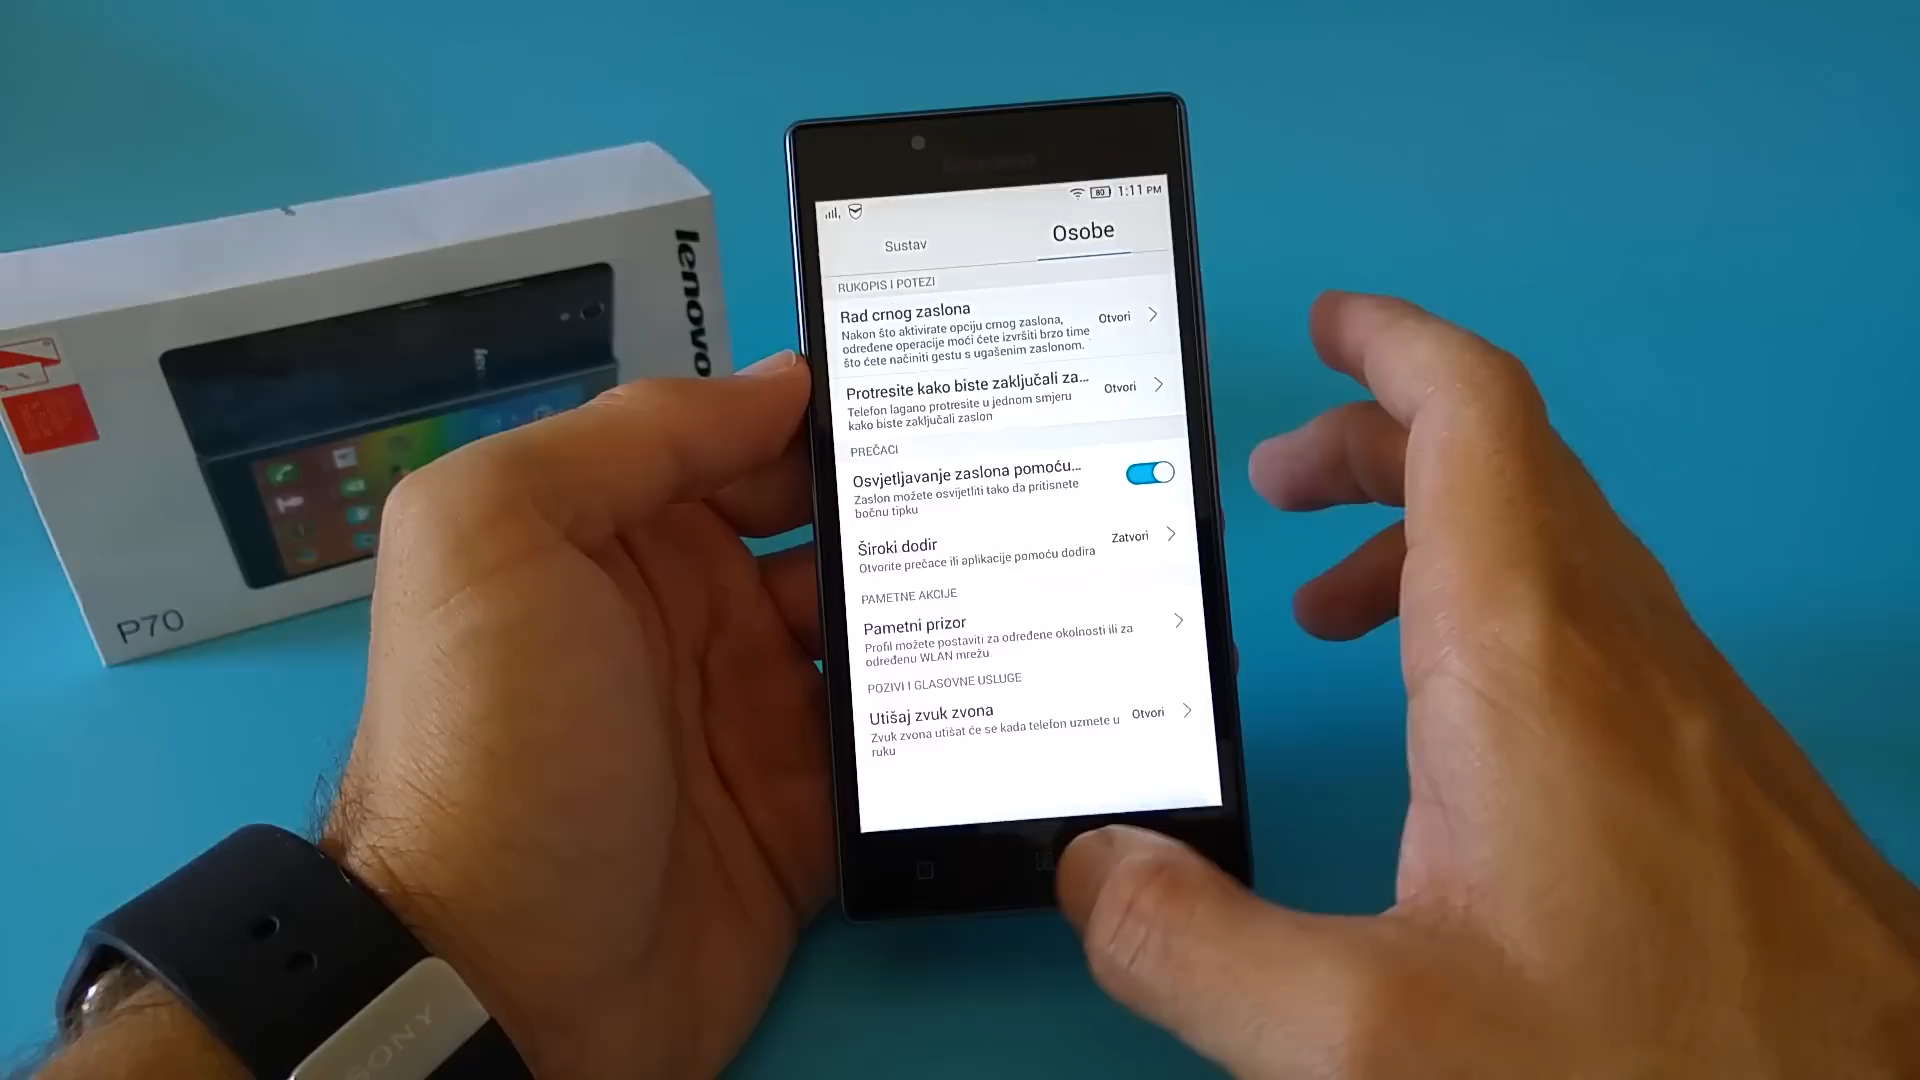 lenovo
P70
80 1:11 PM
Sustav
Osobe
RUKOPIS I POTEZI
Rad crnog zaslona
Nakon što aktivirate opciju crnog zaslona,
određene operacije moći ćete izvršiti brzo time
što ćete načiniti gestu s ugašenim zaslonom.
Otvori
Protresite kako biste zaključali za...
Telefon lagano protresite u jednom smjeru
kako biste zaključali zaslon
Otvori
PREČACI
Osvjetljavanje zaslona pomoću...
Zaslon možete osvijetliti tako da pritisnete
bočnu tipku
Široki dodir
Otvorite prečace ili aplikacije pomoću dodira
Zatvori
PAMETNE AKCIJE
Pametni prizor
Profil možete postaviti za određene okolnosti ili za
određenu WLAN mrežu
POZIVI I GLASOVNE USLUGE
Utišaj zvuk zvona
Zvuk zvona utišat će se kada telefon uzmete u
ruku
Otvori
SONY